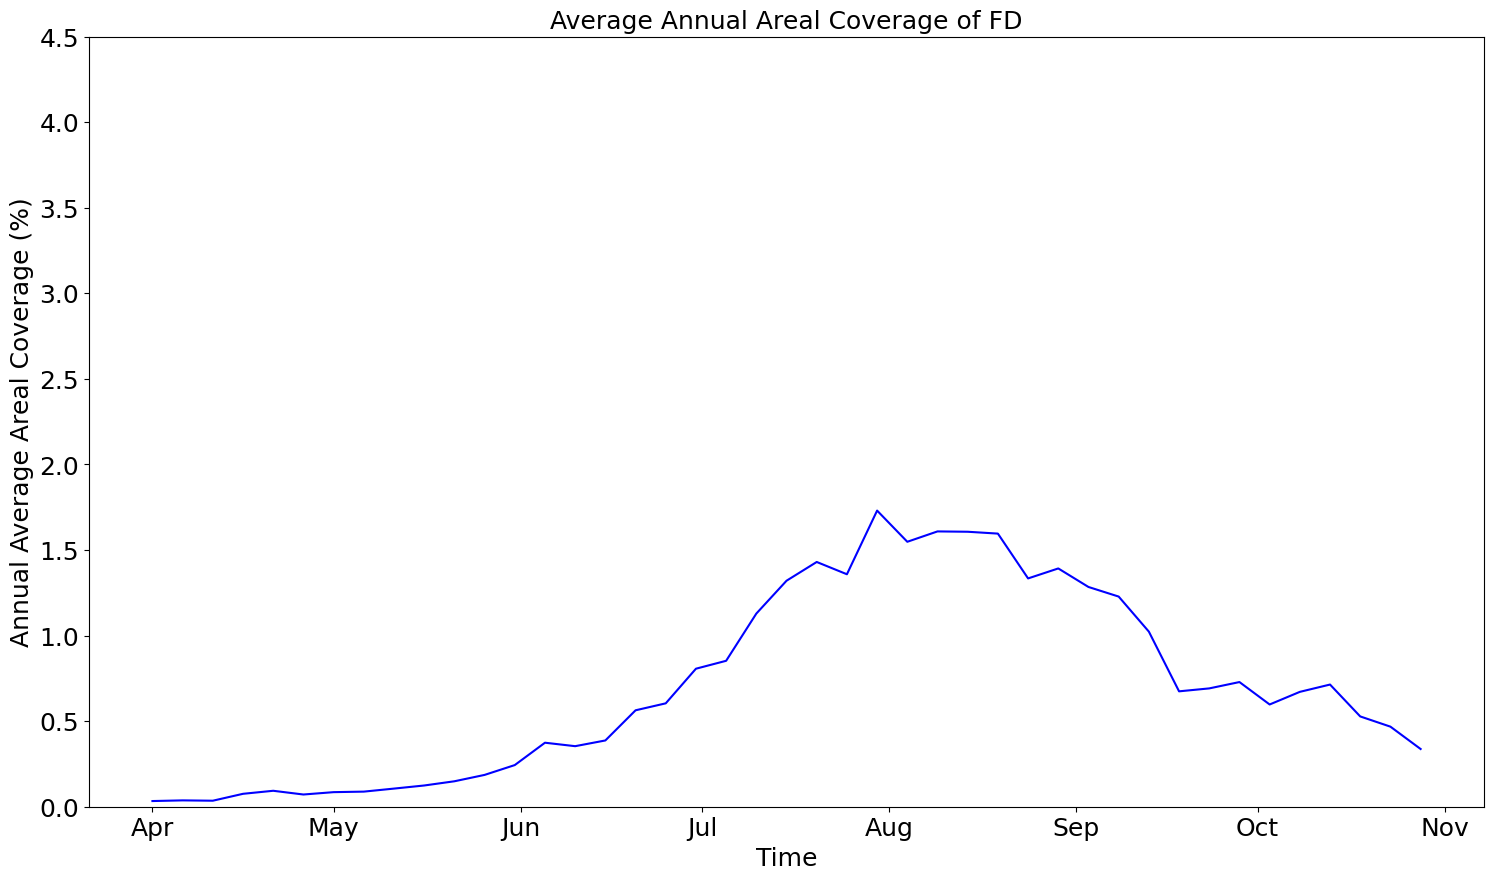 Average Annual Areal Coverage of FD
Annual Average Areal Coverage (%)
4.5
4.0
3.5
3.0
2.5
2.0
1.5
1.0
0.5
0.0
Apr May Jun Jul Aug Sep Oct Nov
Time